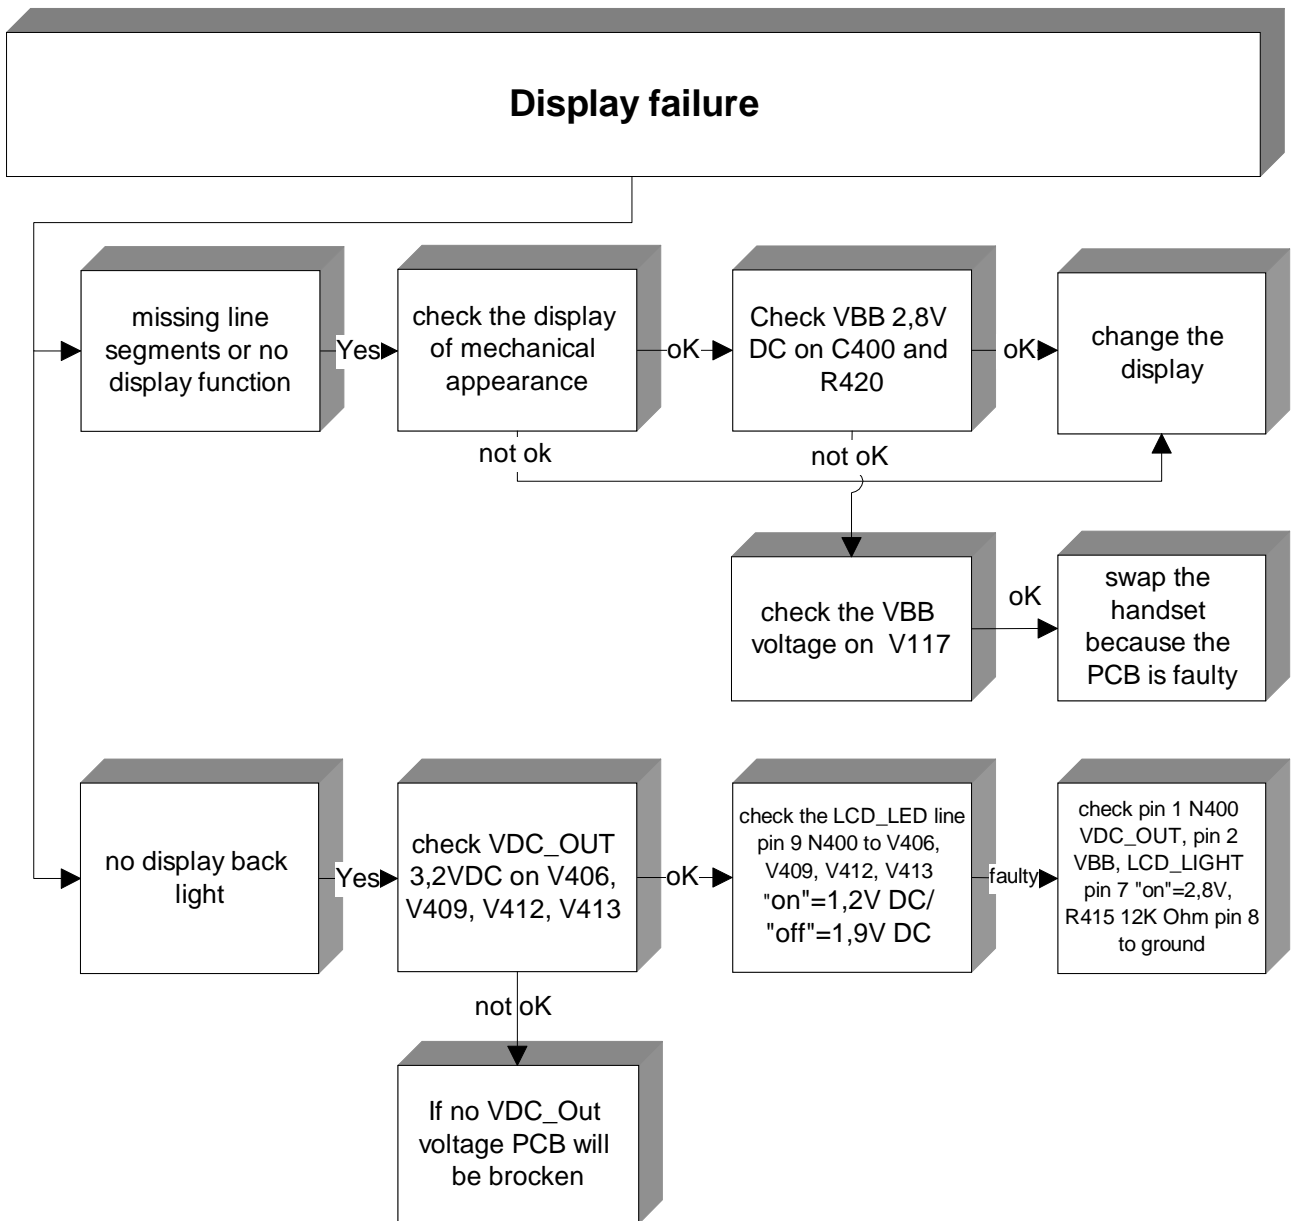 Display failure
missing line
segments or no
display function
Yes
check the display
of mechanical
appearance
oK
Check VBB 2,8V
DC on C400 and
R420
oK
change the
display
not ok
not oK
check the VBB
voltage on V117
oK
swap the
handset
because the
PCB is faulty
no display back
light
Yes
check VDC_OUT
3,2VDC on V406,
V409, V412, V413
oK
check the LCD_LED line
pin 9 N400 to V406,
V409, V412, V413
"on"=1,2V DC/
"off"=1,9V DC
faulty
check pin 1 N400
VDC_OUT, pin 2
VBB, LCD_LIGHT
pin 7 "on"=2,8V,
R415 12K Ohm pin 8
to ground
not oK
If no VDC_Out
voltage PCB will
be brocken